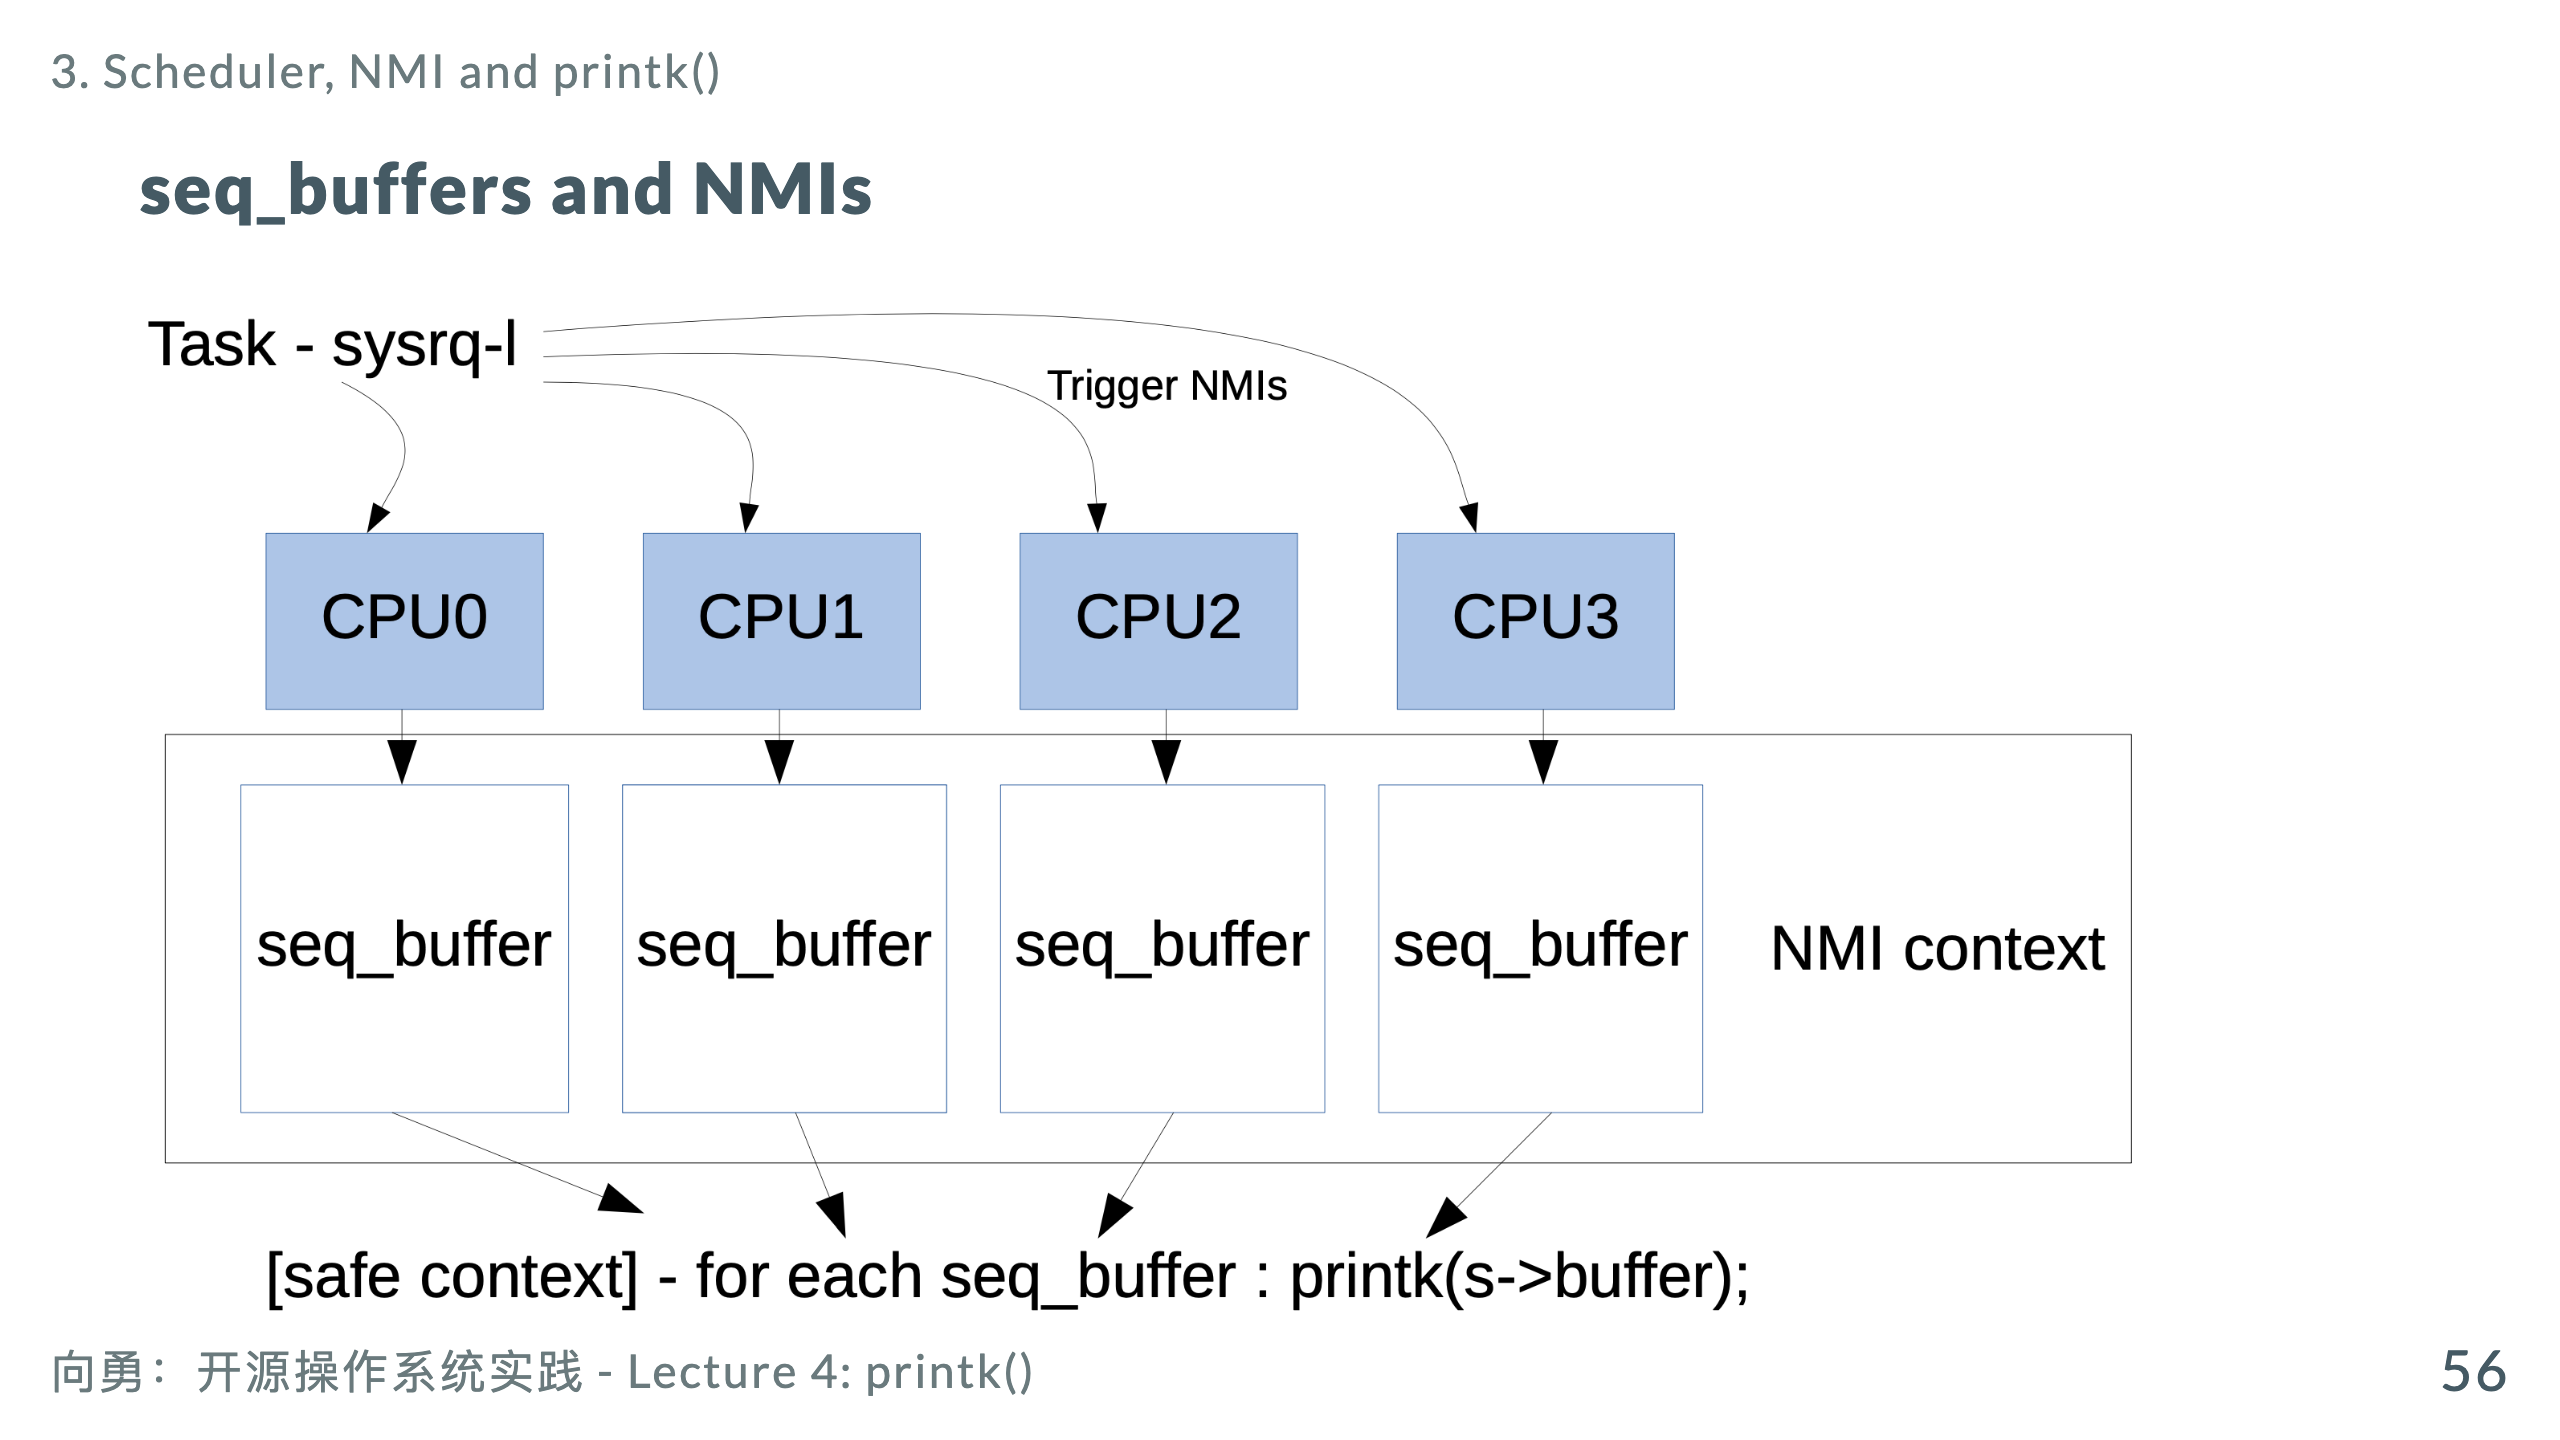 3. Scheduler, NMI and printk()
seq_buffers and NMIs
Task - sysrq-l
Trigger NMIs
CPU0
CPU1
CPU2
CPU3
seq_buffer
seq_buffer
seq_buffer
seq_buffer
NMI context
[safe context] - for each seq_buffer : printk(s->buffer);
向勇：开源操作系统实践 - Lecture 4: printk()
56